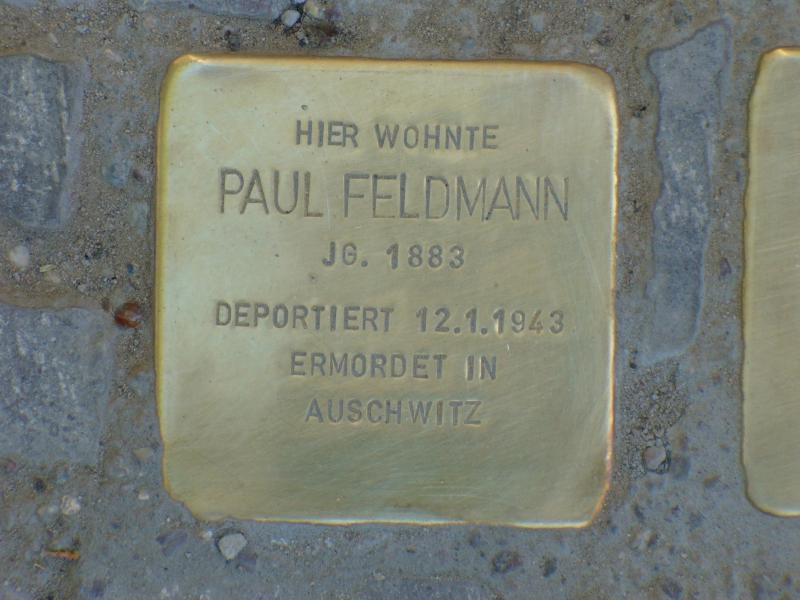 HIER WOHNTE
PAUL FELDMANN
JG. 1883
DEPORTIERT 12.1.1943
ERMORDET IN
AUSCHWITZ